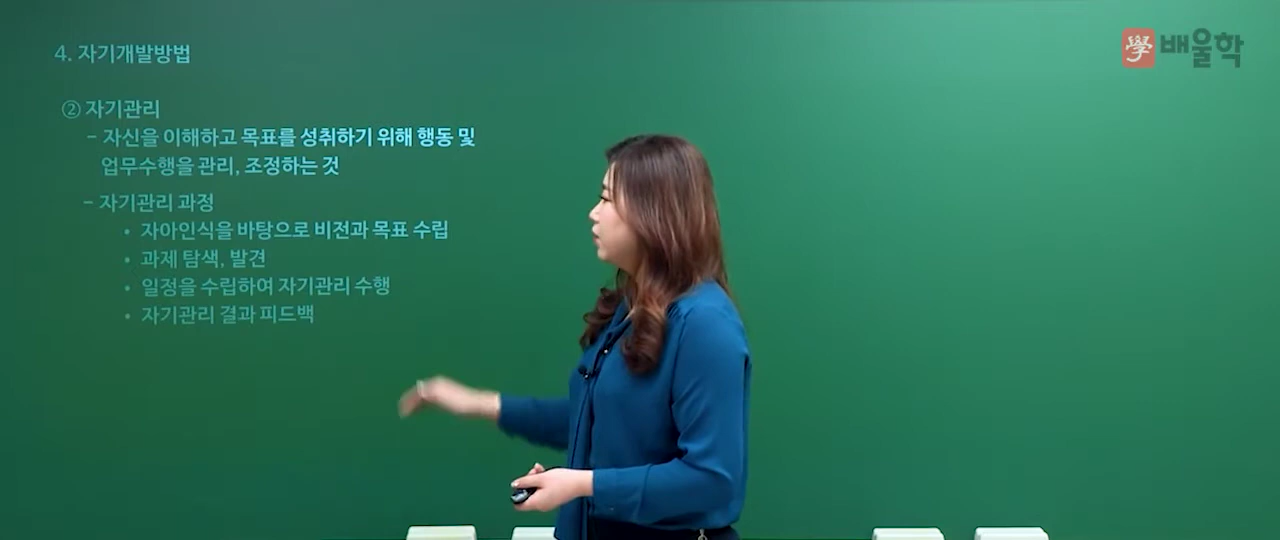 4. 자기개발방법
學 배울학
② 자기관리
– 자신을 이해하고 목표를 성취하기 위해 행동 및
업무수행을 관리, 조정하는 것
– 자기관리 과정
• 자아인식을 바탕으로 비전과 목표 수립
• 과제 탐색, 발견
• 일정을 수립하여 자기관리 수행
• 자기관리 결과 피드백